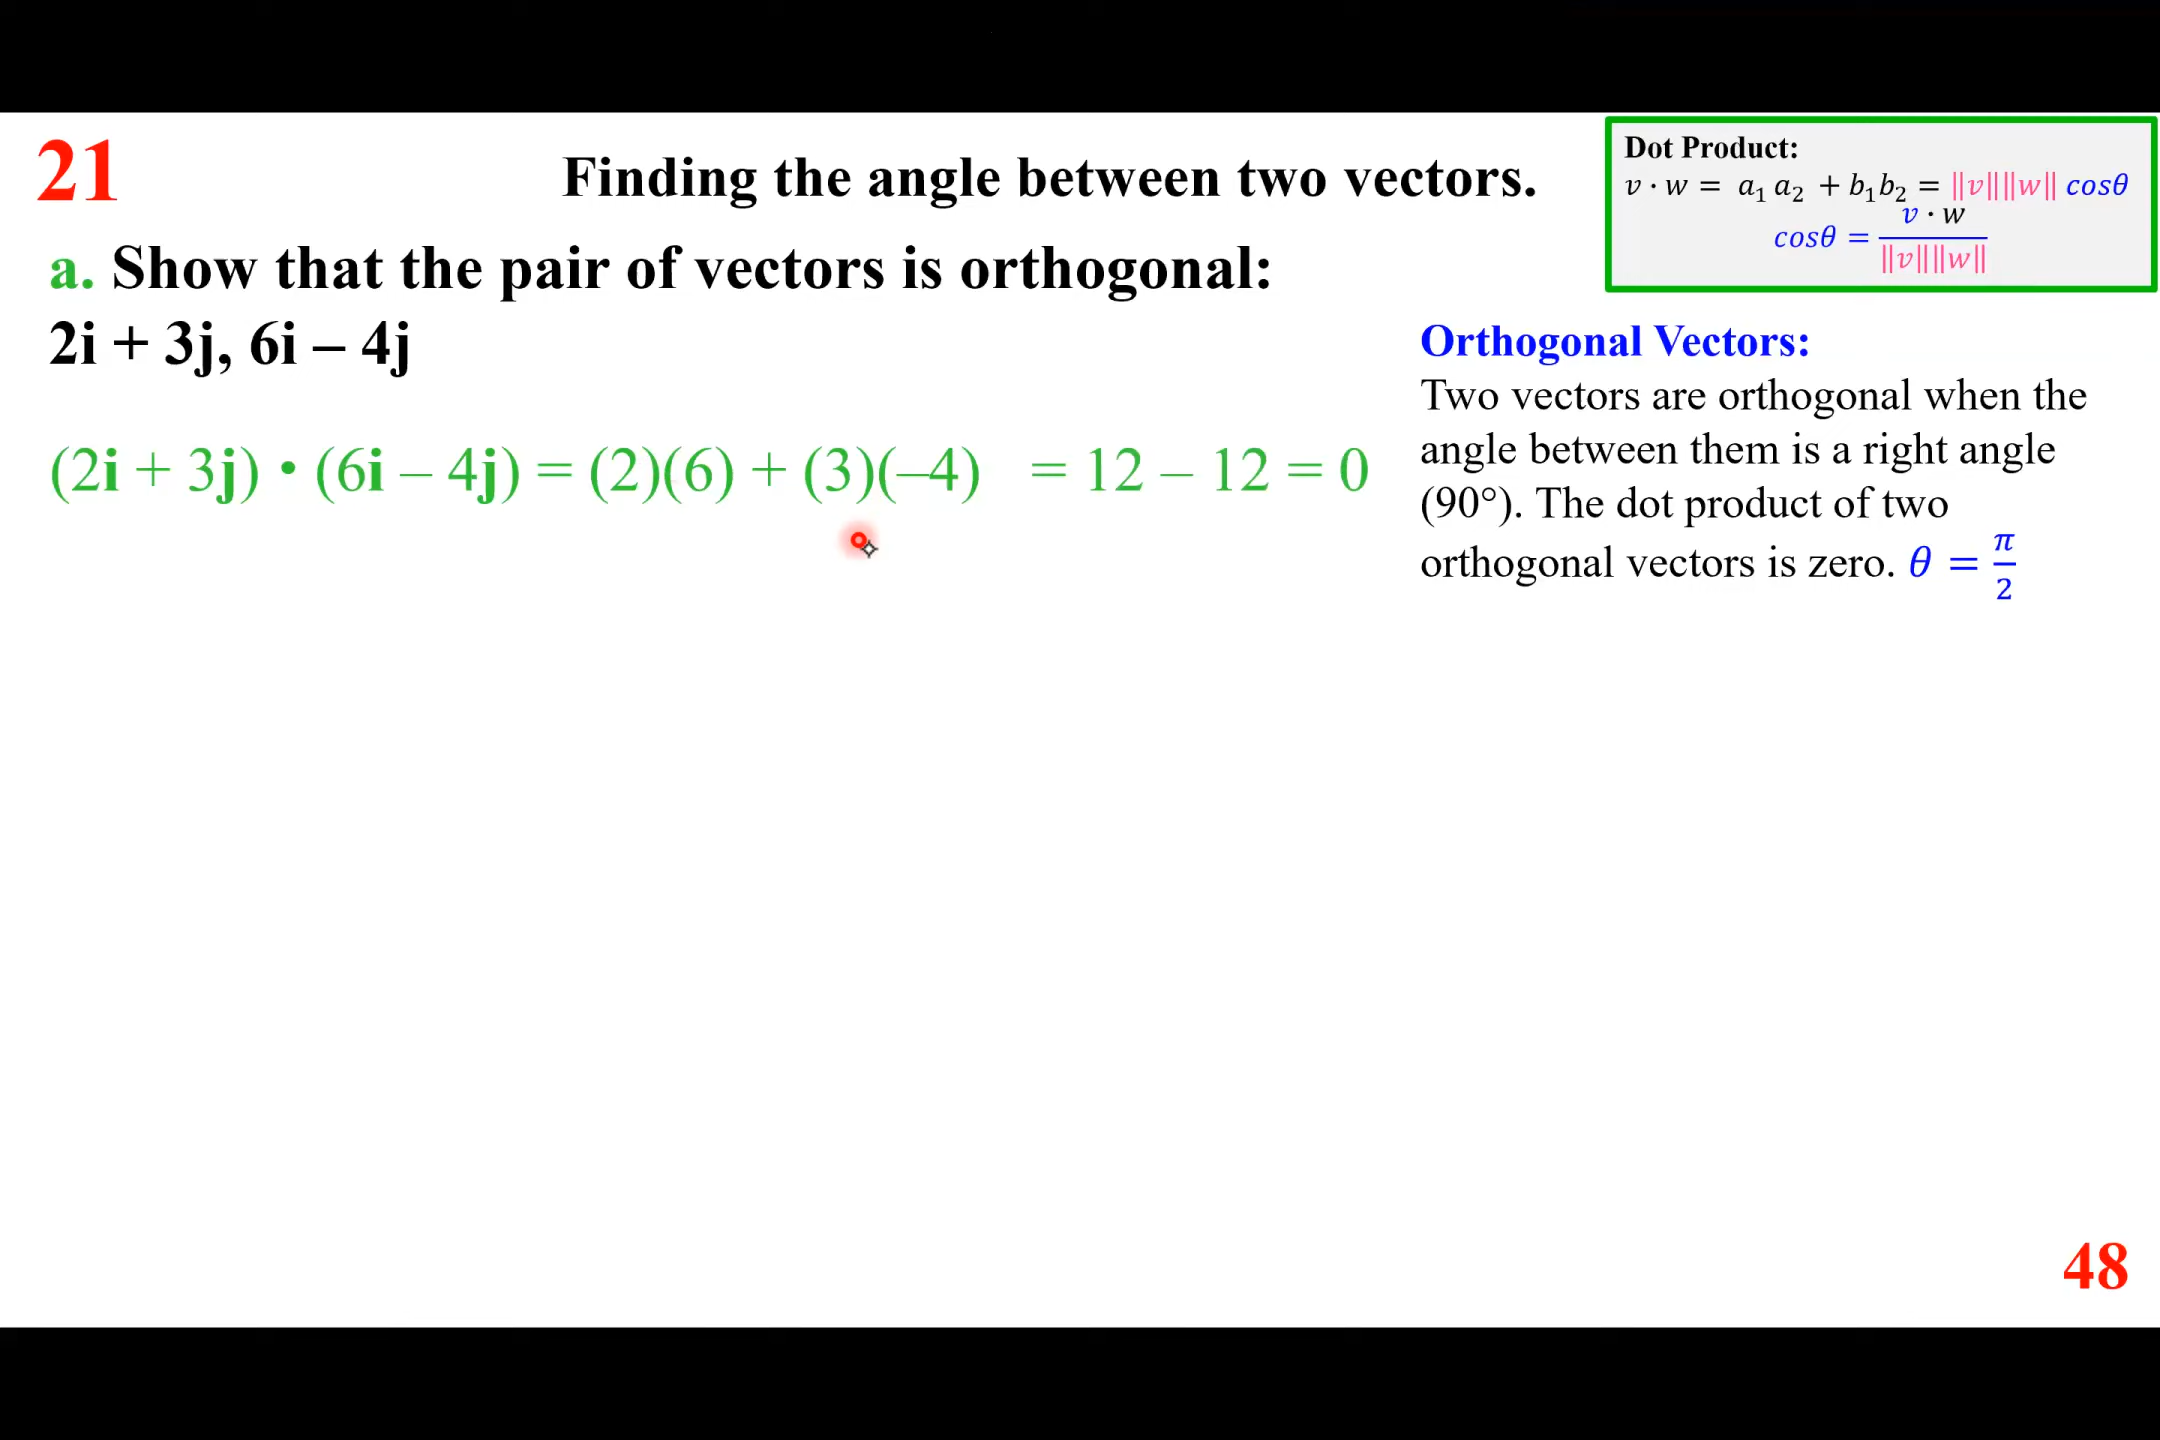 21
Finding the angle between two vectors.
Dot Product:
v · w = a₁ a₂ + b₁b₂ = ‖v‖‖w‖ cosθ
cosθ = v · w / ‖v‖‖w‖
a. Show that the pair of vectors is orthogonal:
2i + 3j, 6i – 4j
(2i + 3j) • (6i – 4j) = (2)(6) + (3)(–4) = 12 – 12 = 0
Orthogonal Vectors:
Two vectors are orthogonal when the
angle between them is a right angle
(90°). The dot product of two
orthogonal vectors is zero. θ = π/2
48